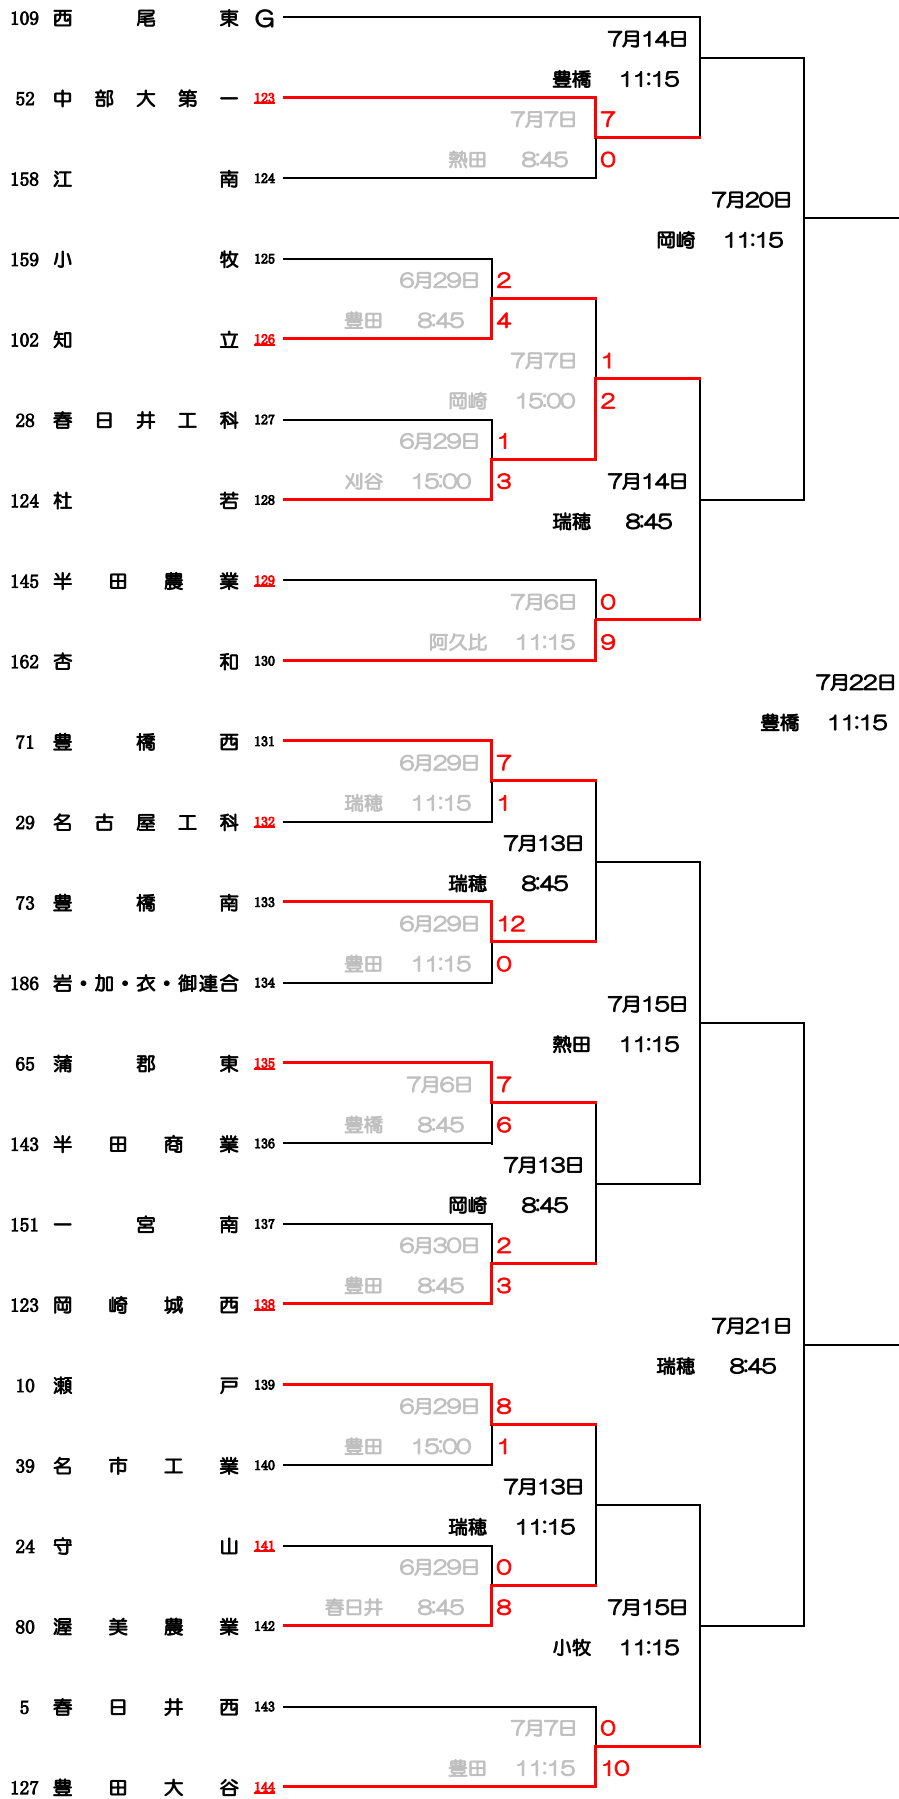 109 西尾東 G
7月14日
豊橋 11:15
52 中部大第一 123
7月7日 7
熱田 8:45 0
158 江南 124
7月20日
岡崎 11:15
159 小牧 125
6月29日 2
豊田 8:45 4
102 知立 126
7月7日 1
岡崎 15:00 2
28 春日井工科 127
6月29日 1
刈谷 15:00 3
7月14日
124 杜若 128
瑞穂 8:45
145 半田農業 129
7月6日 0
阿久比 11:15 9
162 杏和 130
7月22日
豊橋 11:15
71 豊橋西 131
6月29日 7
瑞穂 11:15 1
29 名古屋工科 132
7月13日
瑞穂 8:45
73 豊橋南 133
6月29日 12
豊田 11:15 0
186 岩・加・衣・御連合 134
7月15日
熱田 11:15
65 蒲郡東 135
7月6日 7
豊橋 8:45 6
143 半田商業 136
7月13日
岡崎 8:45
151 一宮南 137
6月30日 2
豊田 8:45 3
123 岡崎城西 138
7月21日
瑞穂 8:45
10 瀬戸 139
6月29日 8
豊田 15:00 1
39 名市工業 140
7月13日
瑞穂 11:15
24 守山 141
6月29日 0
春日井 8:45 8
7月15日
80 渥美農業 142
小牧 11:15
5 春日井西 143
7月7日 0
豊田 11:15 10
127 豊田大谷 144